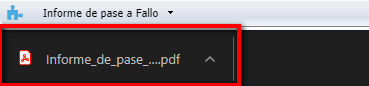 Informe de pase a Fallo
Informe_de_pase_....pdf